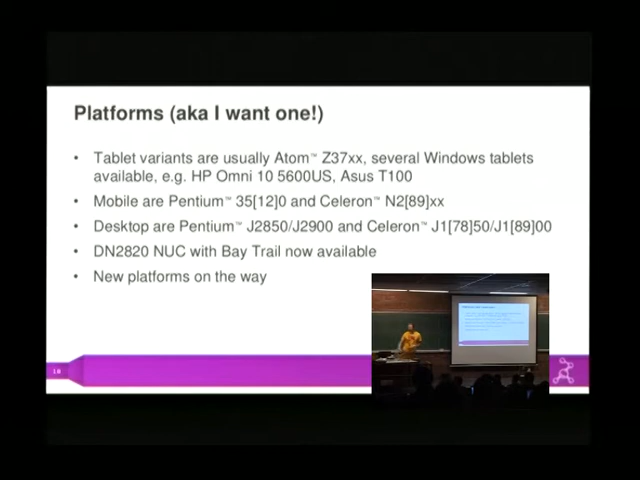 Platforms (aka I want one!)
• Tablet variants are usually Atom™ Z37xx, several Windows tablets
available, e.g. HP Omni 10 5600US, Asus T100
• Mobile are Pentium™ 35[12]0 and Celeron™ N2[89]xx
• Desktop are Pentium™ J2850/J2900 and Celeron™ J1[78]50/J1[89]00
• DN2820 NUC with Bay Trail now available
• New platforms on the way
10